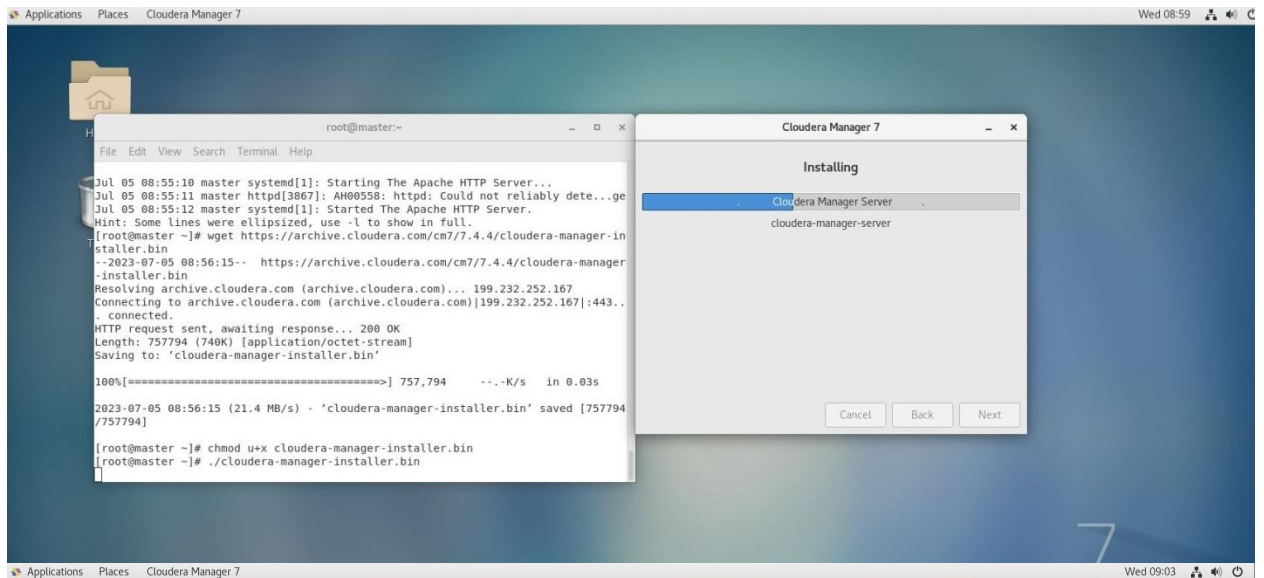 Applications Places Cloudera Manager 7 Wed 08:59
root@master:~
File Edit View Search Terminal Help
Jul 05 08:55:10 master systemd[1]: Starting The Apache HTTP Server...
Jul 05 08:55:11 master httpd[3867]: AH00558: httpd: Could not reliably dete...ge
Jul 05 08:55:12 master systemd[1]: Started The Apache HTTP Server.
Hint: Some lines were ellipsized, use -l to show in full.
[root@master ~]# wget https://archive.cloudera.com/cm7/7.4.4/cloudera-manager-in
staller.bin
--2023-07-05 08:56:15-- https://archive.cloudera.com/cm7/7.4.4/cloudera-manager
-installer.bin
Resolving archive.cloudera.com (archive.cloudera.com)... 199.232.252.167
Connecting to archive.cloudera.com (archive.cloudera.com)|199.232.252.167|:443..
. connected.
HTTP request sent, awaiting response... 200 OK
Length: 757794 (740K) [application/octet-stream]
Saving to: ‘cloudera-manager-installer.bin’
100%[======================================>] 757,794 --.-K/s in 0.03s
2023-07-05 08:56:15 (21.4 MB/s) - ‘cloudera-manager-installer.bin’ saved [757794
/757794]
[root@master ~]# chmod u+x cloudera-manager-installer.bin
[root@master ~]# ./cloudera-manager-installer.bin
Cloudera Manager 7
Installing
. Cloudera Manager Server .
cloudera-manager-server
Cancel Back Next
7
Applications Places Cloudera Manager 7 Wed 09:03